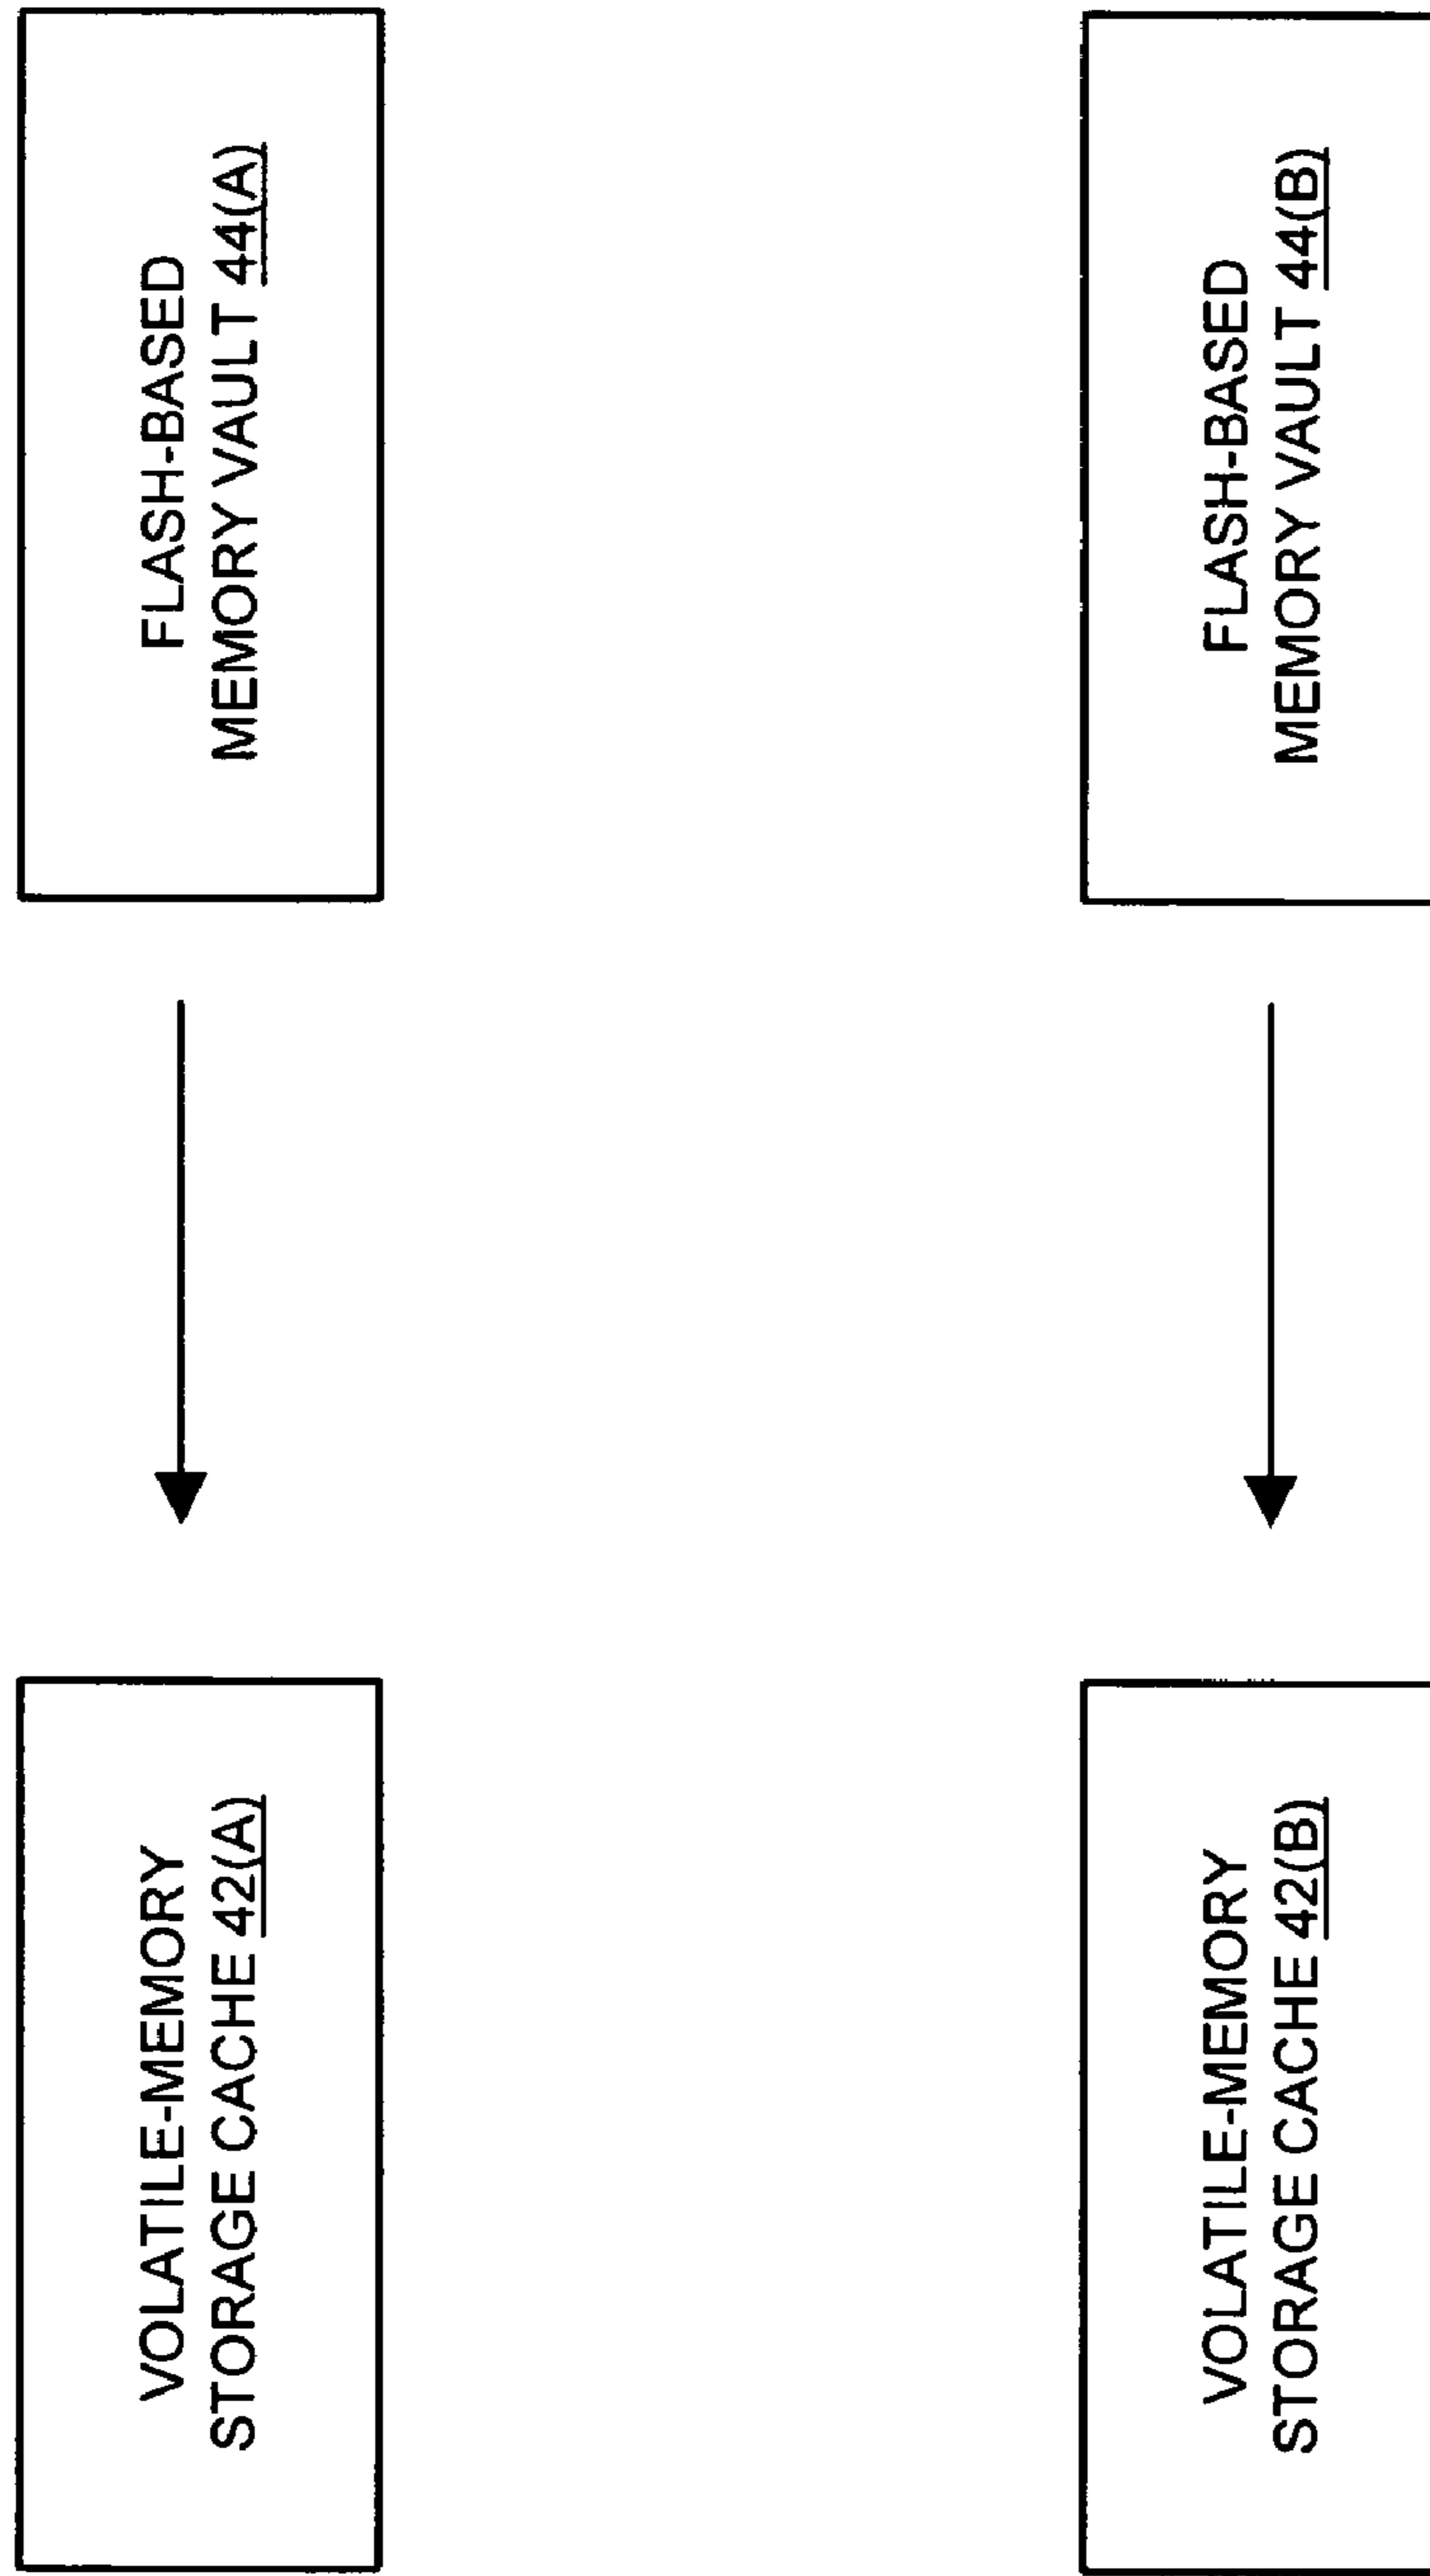 VOLATILE-MEMORY
STORAGE CACHE 42(A)
FLASH-BASED
MEMORY VAULT 44(A)
VOLATILE-MEMORY
STORAGE CACHE 42(B)
FLASH-BASED
MEMORY VAULT 44(B)